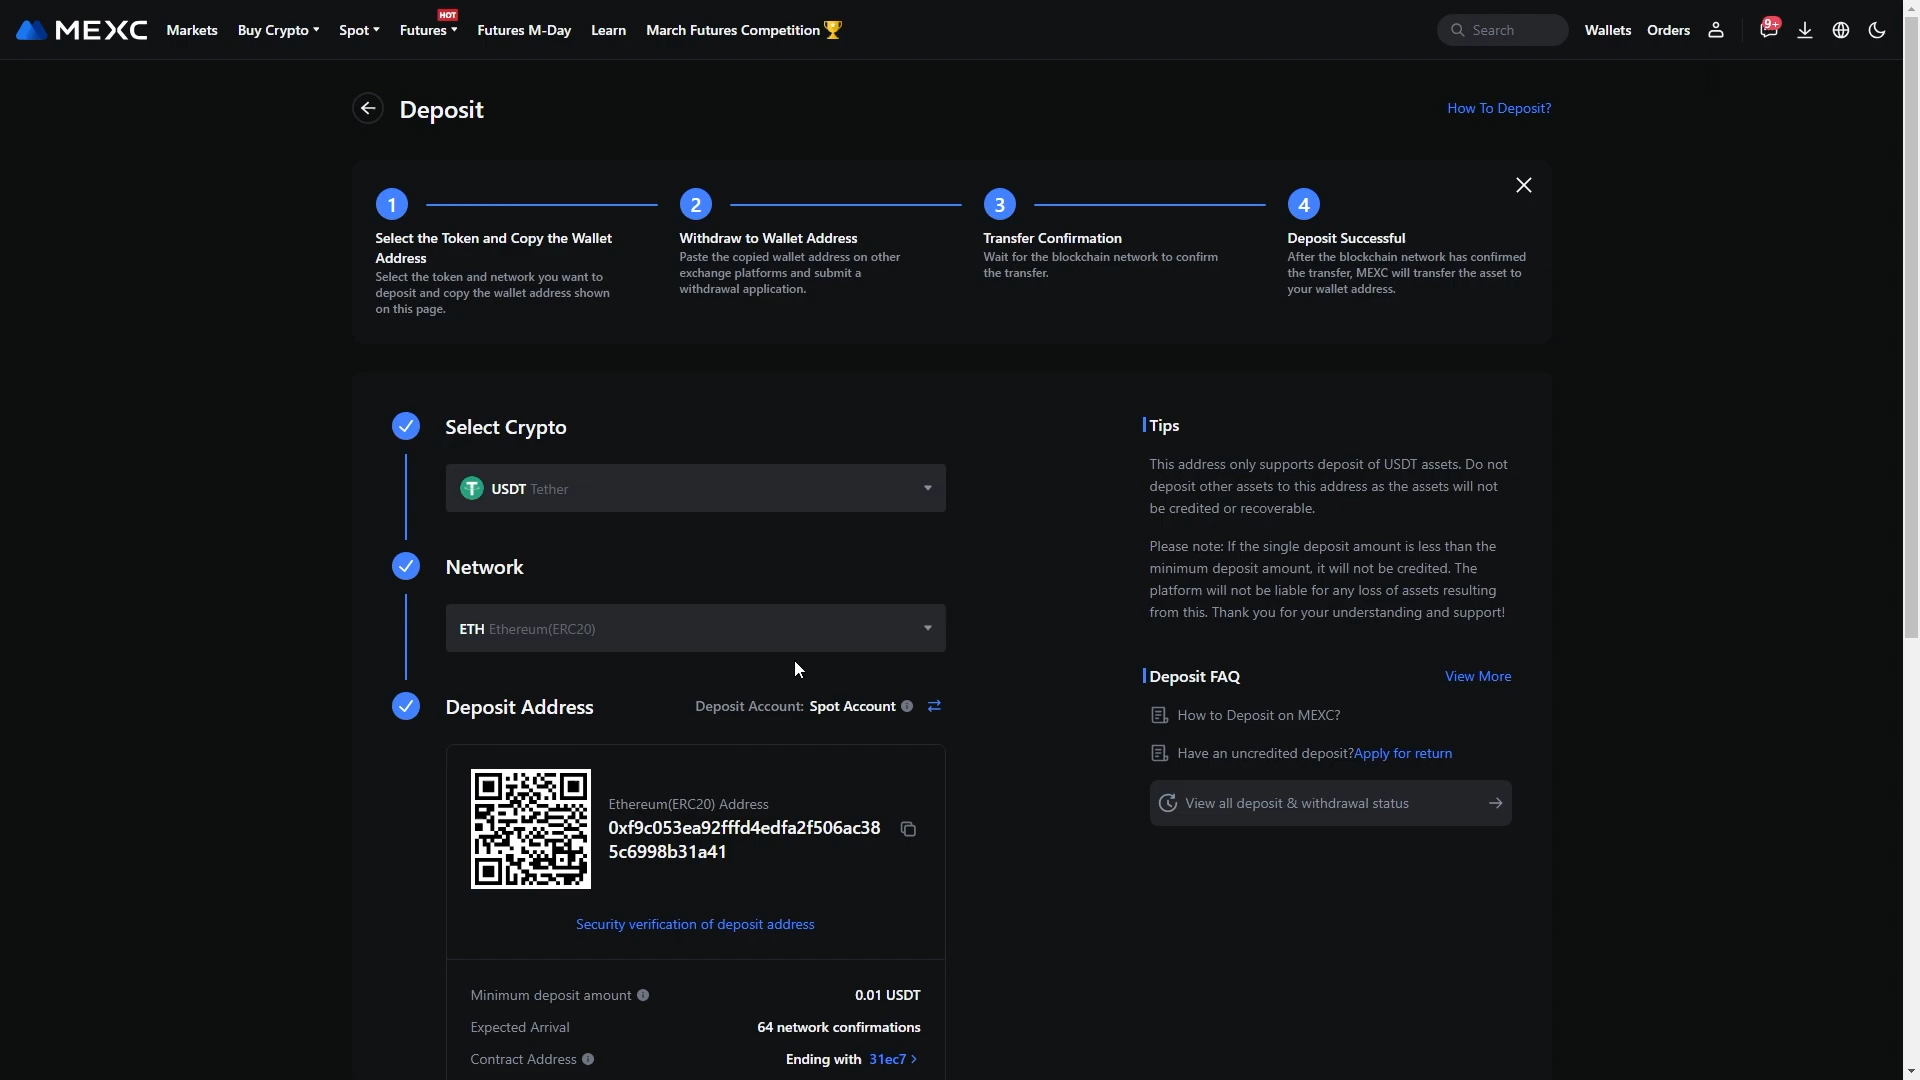 MEXC Markets Buy Crypto Spot Futures HOT Futures M-Day Learn March Futures Competition Search Wallets Orders 9+
Deposit
How To Deposit?
1
Select the Token and Copy the Wallet
Address
Select the token and network you want to
deposit and copy the wallet address shown
on this page.
2
Withdraw to Wallet Address
Paste the copied wallet address on other
exchange platforms and submit a
withdrawal application.
3
Transfer Confirmation
Wait for the blockchain network to confirm
the transfer.
4
Deposit Successful
After the blockchain network has confirmed
the transfer, MEXC will transfer the asset to
your wallet address.
Select Crypto
USDT Tether
Network
ETH Ethereum(ERC20)
Deposit Address
Deposit Account: Spot Account
Ethereum(ERC20) Address
0xf9c053ea92fffd4edfa2f506ac38
5c6998b31a41
Security verification of deposit address
Minimum deposit amount 0.01 USDT
Expected Arrival 64 network confirmations
Contract Address Ending with 31ec7 >
Tips
This address only supports deposit of USDT assets. Do not
deposit other assets to this address as the assets will not
be credited or recoverable.
Please note: If the single deposit amount is less than the
minimum deposit amount, it will not be credited. The
platform will not be liable for any loss of assets resulting
from this. Thank you for your understanding and support!
Deposit FAQ
View More
How to Deposit on MEXC?
Have an uncredited deposit?Apply for return
View all deposit & withdrawal status